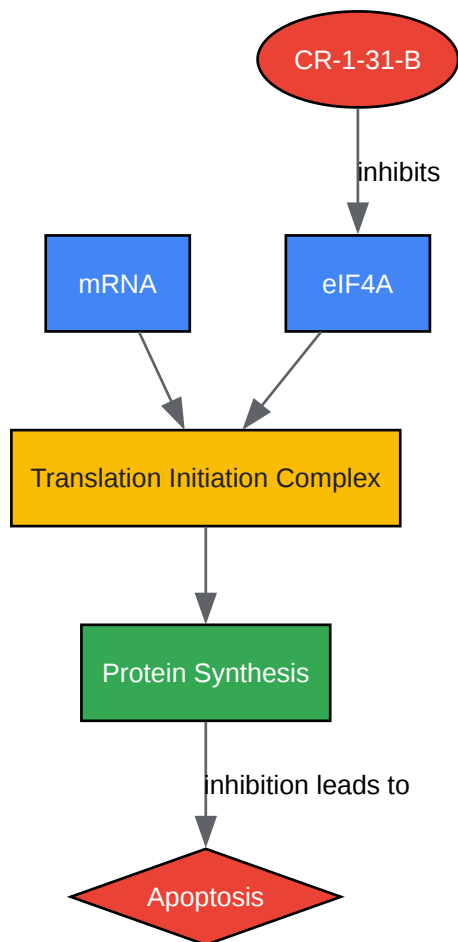 CR-1-31-B
inhibits
mRNA
eIF4A
Translation Initiation Complex
Protein Synthesis
inhibition leads to
Apoptosis